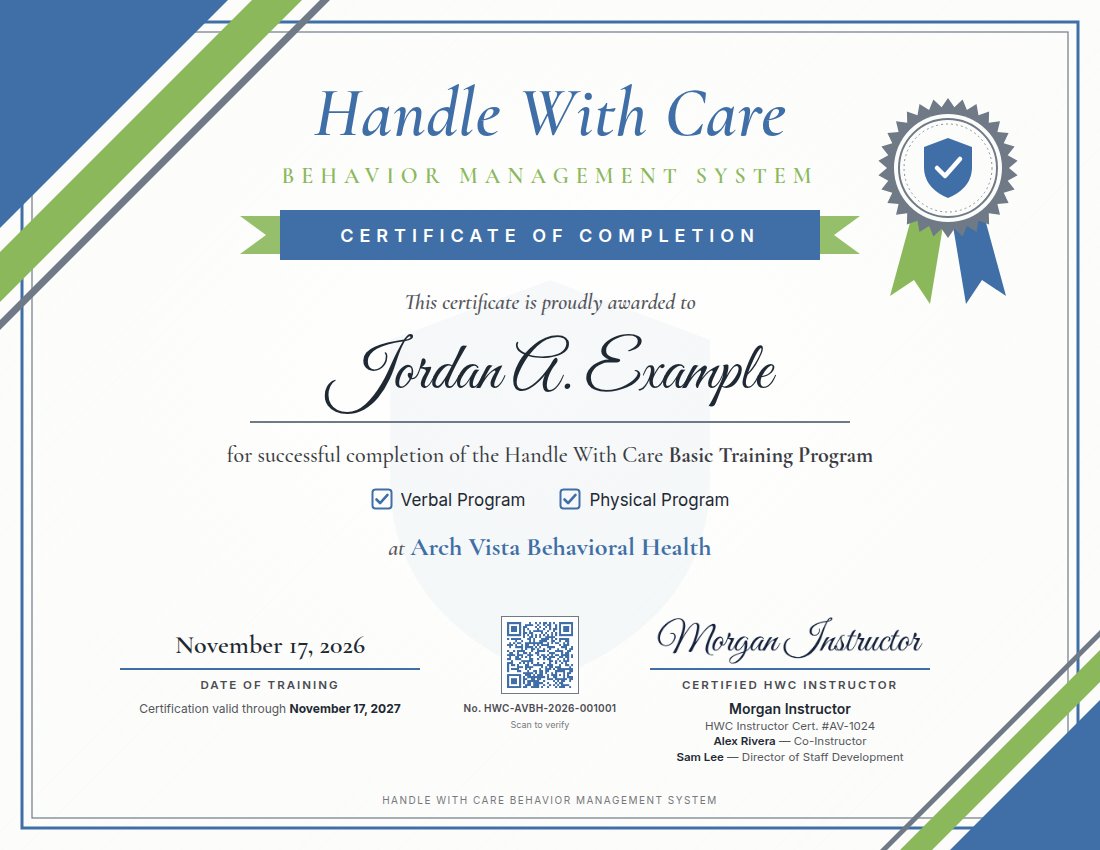 Handle With Care
BEHAVIOR MANAGEMENT SYSTEM
CERTIFICATE OF COMPLETION
This certificate is proudly awarded to
Jordan A. Example
for successful completion of the Handle With Care Basic Training Program
Verbal Program
Physical Program
at Arch Vista Behavioral Health
November 17, 2026
DATE OF TRAINING
Certification valid through November 17, 2027
No. HWC-AVBH-2026-001001
Scan to verify
Morgan Instructor
CERTIFIED HWC INSTRUCTOR
Morgan Instructor
HWC Instructor Cert. #AV-1024
Alex Rivera — Co-Instructor
Sam Lee — Director of Staff Development
HANDLE WITH CARE BEHAVIOR MANAGEMENT SYSTEM